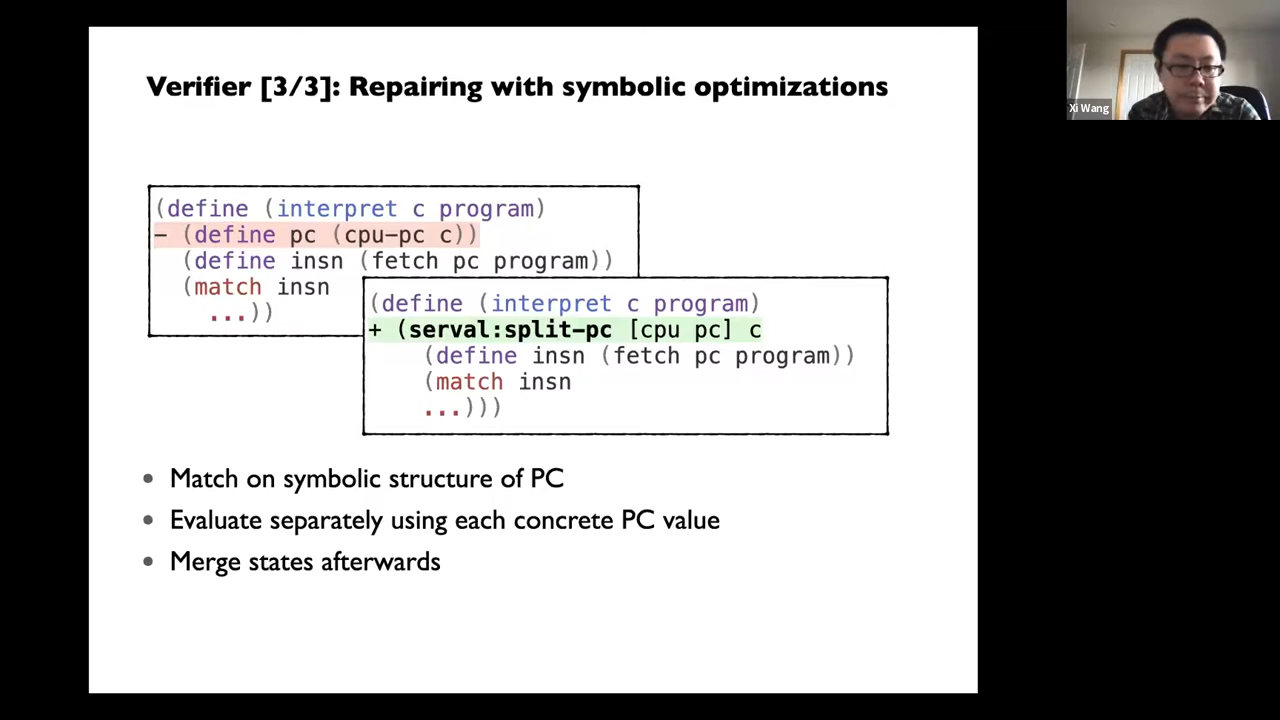 Verifier [3/3]: Repairing with symbolic optimizations
(define (interpret c program)
− (define pc (cpu−pc c))
(define insn (fetch pc program))
(match insn
...))
(define (interpret c program)
+ (serval:split−pc [cpu pc] c
(define insn (fetch pc program))
(match insn
...)))
• Match on symbolic structure of PC
• Evaluate separately using each concrete PC value
• Merge states afterwards
Xi Wang